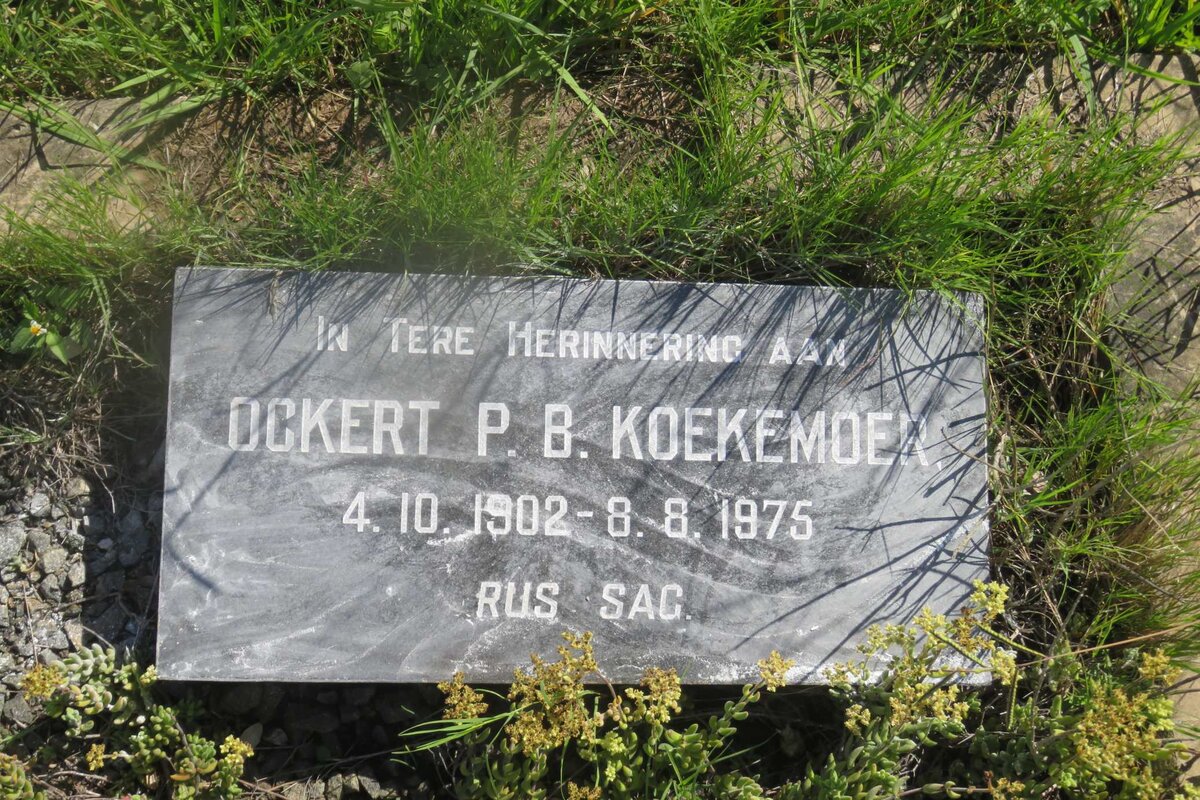 IN TERE HERINNERING AAN
OCKERT P. B. KOEKEMOER,
4. 10. 1902 - 8. 8. 1975
RUS SAG.